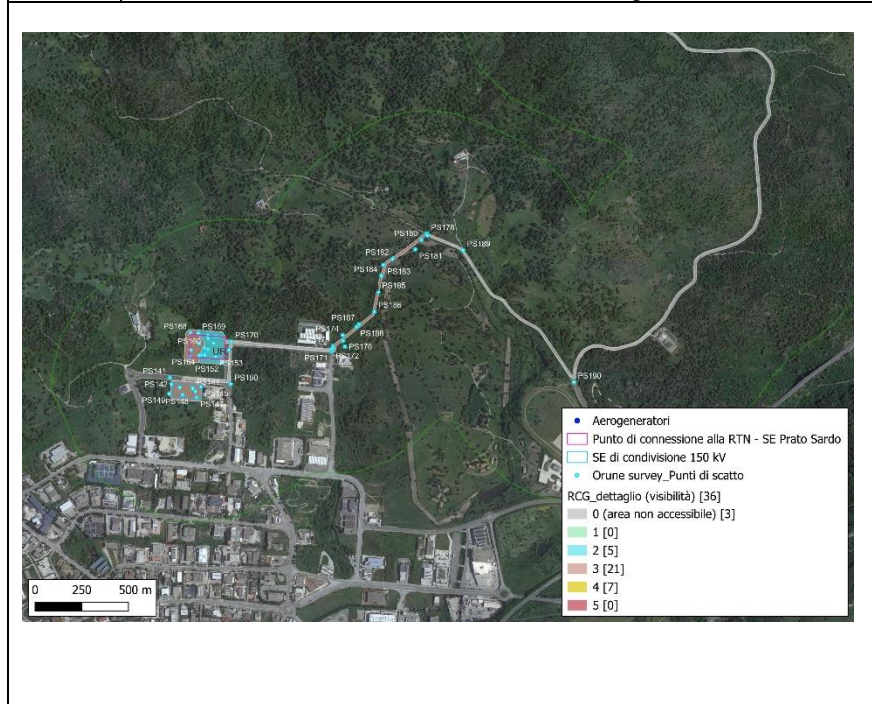 PS178
PS180
PS189
PS181
PS182
PS183
PS184
PS185
PS186
PS187
PS174
PS188
PS168
PS169
PS170
PS176
PS171
PS172
PS164
PS153
PS152
PS141
PS150
PS142
PS145
PS149
PS190
Aerogeneratori
Punto di connessione alla RTN - SE Prato Sardo
SE di condivisione 150 kV
Orune survey_Punti di scatto
RCG_dettaglio (visibilità) [36]
0 (area non accessibile) [3]
1 [0]
2 [5]
3 [21]
4 [7]
5 [0]
0 250 500 m